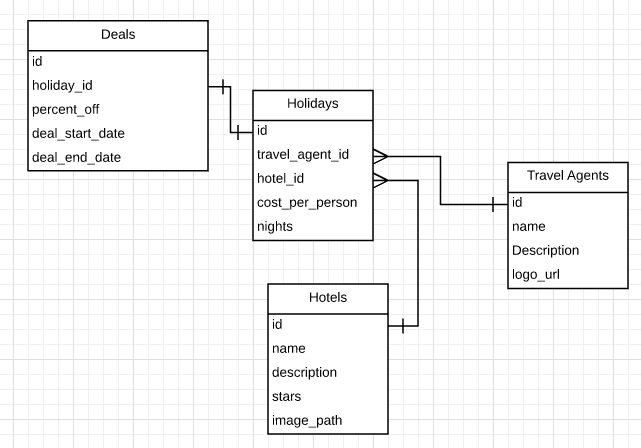 Deals
id
holiday_id
percent_off
deal_start_date
deal_end_date
Holidays
id
travel_agent_id
hotel_id
cost_per_person
nights
Travel Agents
id
name
Description
logo_url
Hotels
id
name
description
stars
image_path